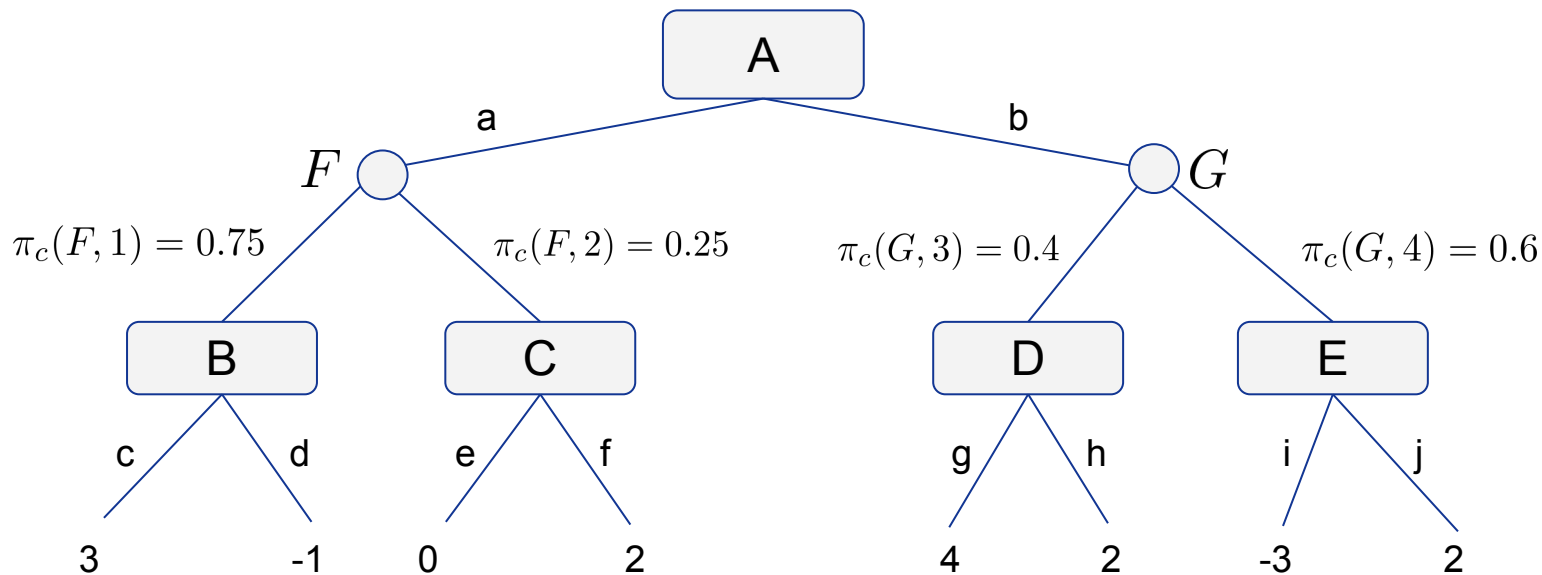 A
a
b
F
G
π_c(F, 1) = 0.75
π_c(F, 2) = 0.25
π_c(G, 3) = 0.4
π_c(G, 4) = 0.6
B
C
D
E
c
d
e
f
g
h
i
j
3
-1
0
2
4
2
-3
2